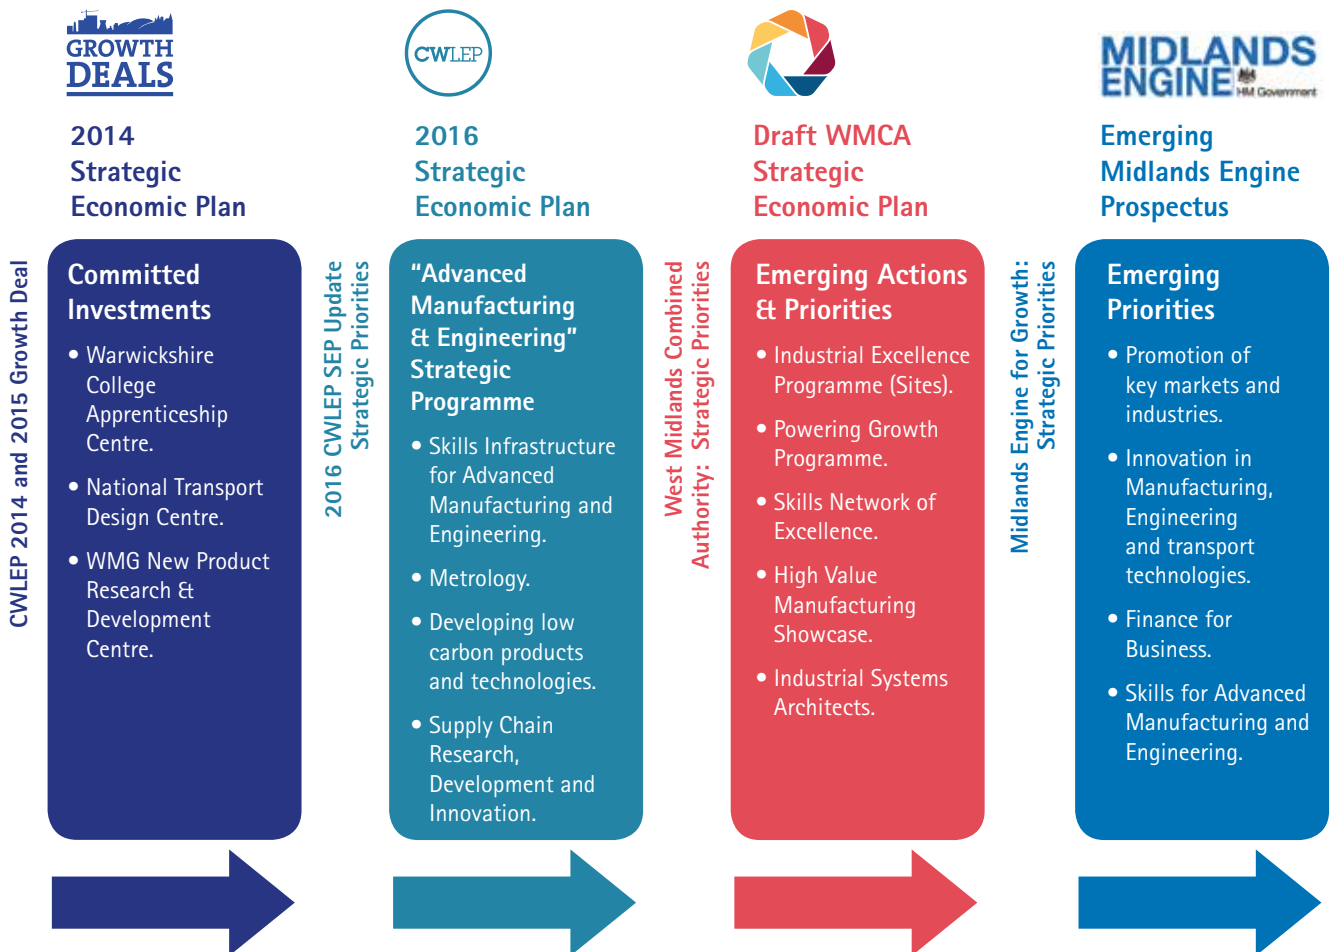 GROWTH
DEALS
2014
Strategic
Economic Plan
CWLEP 2014 and 2015 Growth Deal
Committed
Investments
• Warwickshire
College
Apprenticeship
Centre.
• National Transport
Design Centre.
• WMG New Product
Research &
Development
Centre.
CWLEP
2016
Strategic
Economic Plan
2016 CWLEP SEP Update
Strategic Priorities
“Advanced
Manufacturing
& Engineering”
Strategic
Programme
• Skills Infrastructure
for Advanced
Manufacturing and
Engineering.
• Metrology.
• Developing low
carbon products
and technologies.
• Supply Chain
Research,
Development and
Innovation.
Draft WMCA
Strategic
Economic Plan
West Midlands Combined
Authority: Strategic Priorities
Emerging Actions
& Priorities
• Industrial Excellence
Programme (Sites).
• Powering Growth
Programme.
• Skills Network of
Excellence.
• High Value
Manufacturing
Showcase.
• Industrial Systems
Architects.
MIDLANDS
ENGINE HM Government
Emerging
Midlands Engine
Prospectus
Midlands Engine for Growth:
Strategic Priorities
Emerging
Priorities
• Promotion of
key markets and
industries.
• Innovation in
Manufacturing,
Engineering
and transport
technologies.
• Finance for
Business.
• Skills for Advanced
Manufacturing and
Engineering.